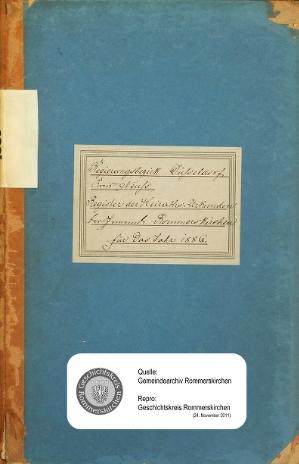 Regierungsbezirk Düsseldorf
Kreis Neuß
Register der Heiraths-Urkunden
der Gemeinde Rommerskirchen
für das Jahr 1886.
Geschichtskreis
Rommerskirchen
Quelle:
Gemeindearchiv Rommerskirchen
Repro:
Geschichtskreis Rommerskirchen
(24. November 2011)